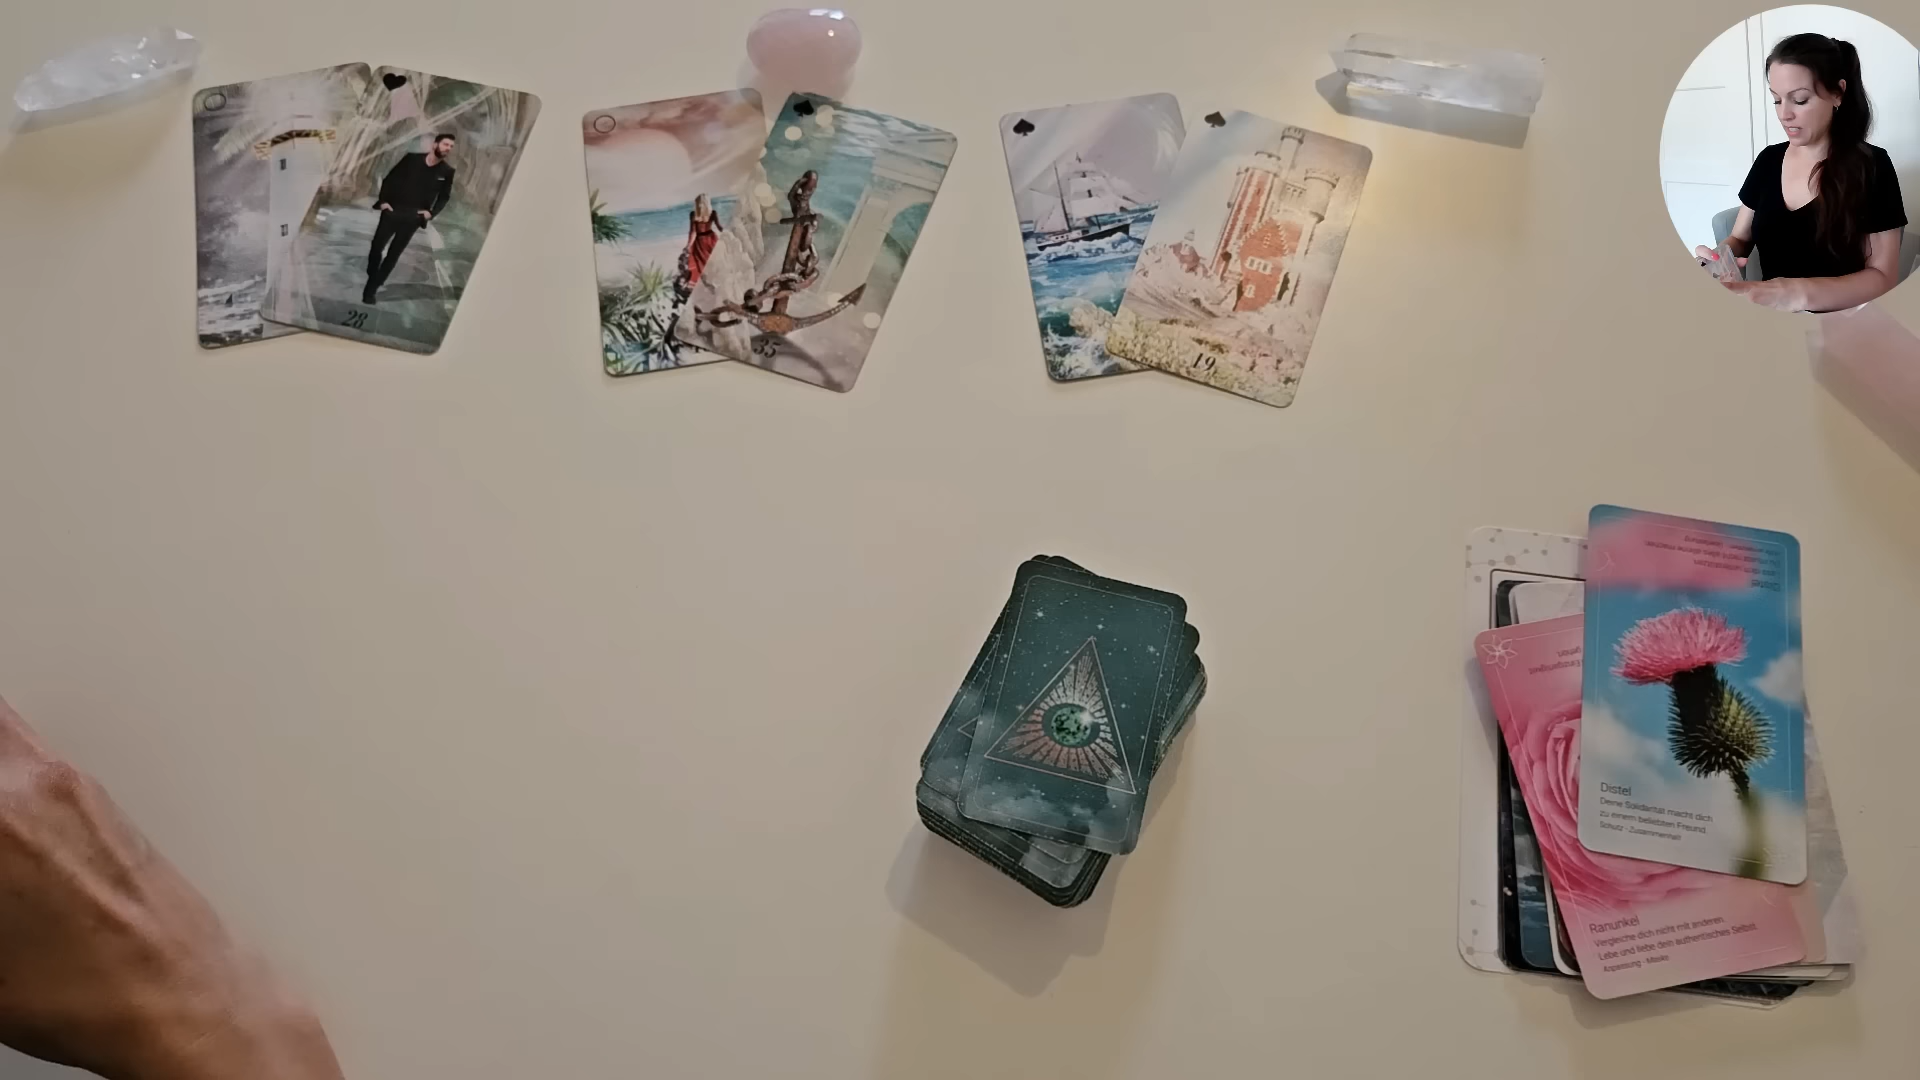 28
35
19
Distel
Deine Solidarität macht dich
zu einem beliebten Freund.
Schutz - Zusammenhalt
Ranunkel
Vergleiche dich nicht mit anderen.
Lebe und liebe dein authentisches Selbst.
Anpassung - Maske